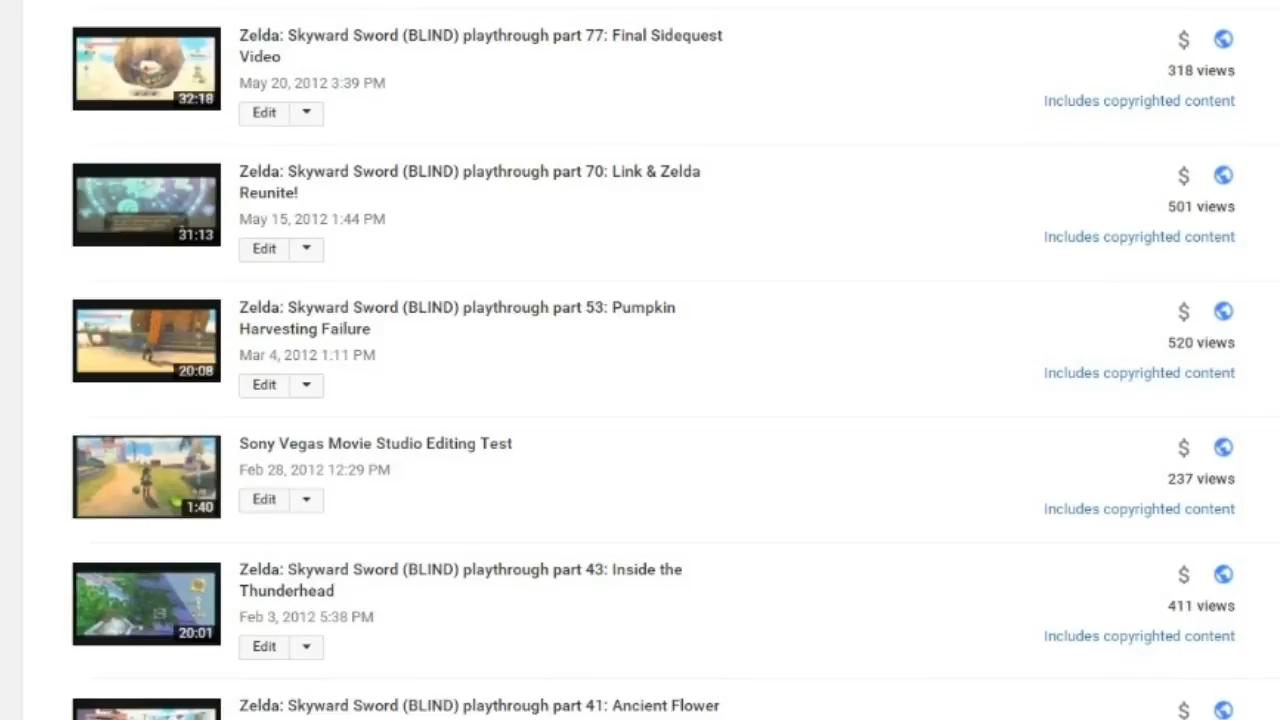 Zelda: Skyward Sword (BLIND) playthrough part 77: Final Sidequest
Video
May 20, 2012 3:39 PM
Edit
32:18
$
318 views
Includes copyrighted content
Zelda: Skyward Sword (BLIND) playthrough part 70: Link & Zelda
Reunite!
May 15, 2012 1:44 PM
Edit
31:13
$
501 views
Includes copyrighted content
Zelda: Skyward Sword (BLIND) playthrough part 53: Pumpkin
Harvesting Failure
Mar 4, 2012 1:11 PM
Edit
20:08
$
520 views
Includes copyrighted content
Sony Vegas Movie Studio Editing Test
Feb 28, 2012 12:29 PM
Edit
1:40
$
237 views
Includes copyrighted content
Zelda: Skyward Sword (BLIND) playthrough part 43: Inside the
Thunderhead
Feb 3, 2012 5:38 PM
Edit
20:01
$
411 views
Includes copyrighted content
Zelda: Skyward Sword (BLIND) playthrough part 41: Ancient Flower
$